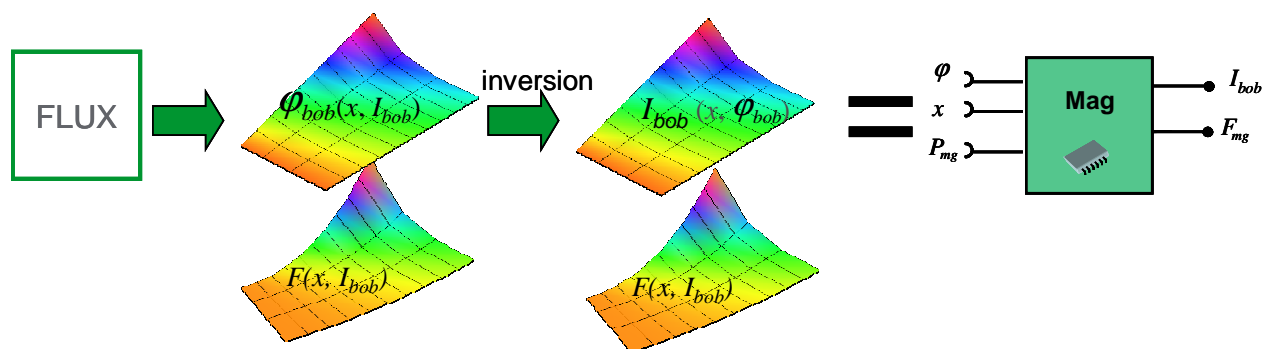 FLUX
φbob(x, Ibob)
F(x, Ibob)
inversion
Ibob (x, φbob)
F(x, Ibob)
φ
x
Pmg
Mag
Ibob
Fmg